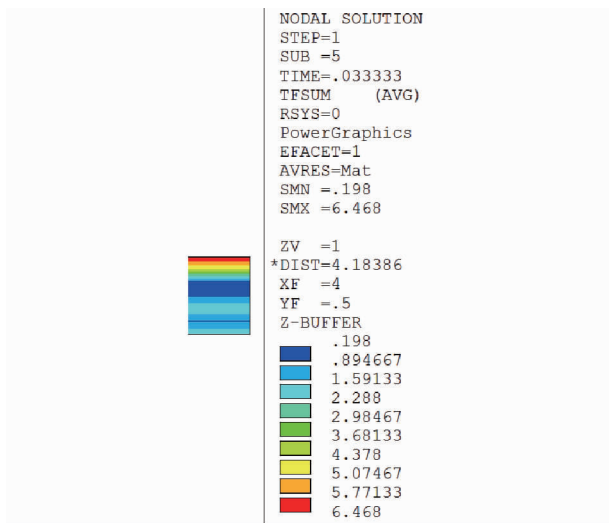 NODAL SOLUTION
STEP=1
SUB =5
TIME=.033333
TFSUM (AVG)
RSYS=0
PowerGraphics
EFACET=1
AVRES=Mat
SMN =.198
SMX =6.468
ZV =1
*DIST=4.18386
XF =4
YF =.5
Z-BUFFER
.198
.894667
1.59133
2.288
2.98467
3.68133
4.378
5.07467
5.77133
6.468